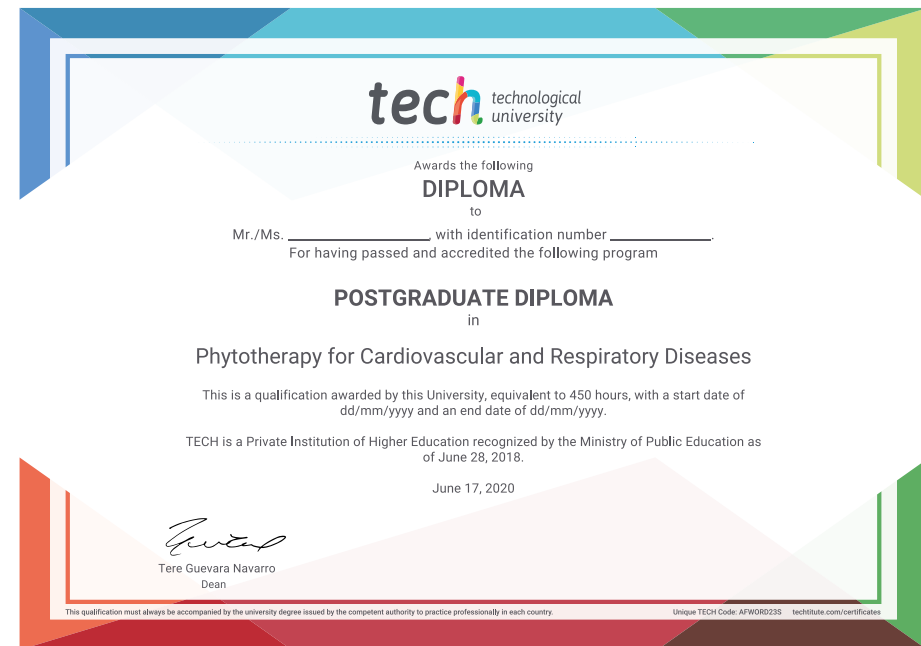 tech technological
university
Awards the following
DIPLOMA
to
Mr./Ms. ____________, with identification number ____________.
For having passed and accredited the following program
POSTGRADUATE DIPLOMA
in
Phytotherapy for Cardiovascular and Respiratory Diseases
This is a qualification awarded by this University, equivalent to 450 hours, with a start date of
dd/mm/yyyy and an end date of dd/mm/yyyy.
TECH is a Private Institution of Higher Education recognized by the Ministry of Public Education as
of June 28, 2018.
June 17, 2020
Tere Guevara Navarro
Dean
This qualification must always be accompanied by the university degree issued by the competent authority to practice professionally in each country. Unique TECH Code: AFWORD23S techtitute.com/certificates